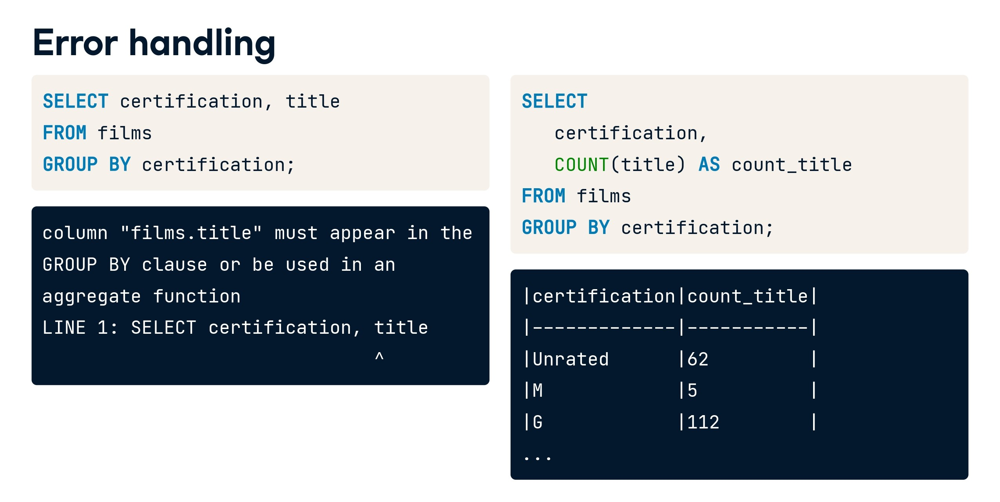 Error handling
SELECT certification, title
FROM films
GROUP BY certification;
column "films.title" must appear in the
GROUP BY clause or be used in an
aggregate function
LINE 1: SELECT certification, title
                              ^
SELECT
   certification,
   COUNT(title) AS count_title
FROM films
GROUP BY certification;
|certification|count_title|
|-------------|-----------|
|Unrated      |62         |
|M            |5          |
|G            |112        |
...